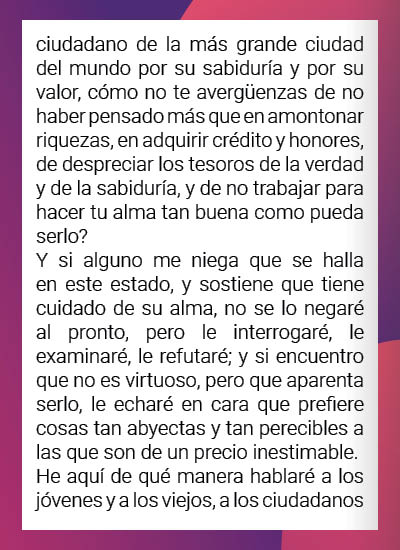 ciudadano de la más grande ciudad
del mundo por su sabiduría y por su
valor, cómo no te avergüenzas de no
haber pensado más que en amontonar
riquezas, en adquirir crédito y honores,
de despreciar los tesoros de la verdad
y de la sabiduría, y de no trabajar para
hacer tu alma tan buena como pueda
serlo?
Y si alguno me niega que se halla
en este estado, y sostiene que tiene
cuidado de su alma, no se lo negaré
al pronto, pero le interrogaré, le
examinaré, le refutaré; y si encuentro
que no es virtuoso, pero que aparenta
serlo, le echaré en cara que prefiere
cosas tan abyectas y tan perecibles a
las que son de un precio inestimable.
He aquí de qué manera hablaré a los
jóvenes y a los viejos, a los ciudadanos